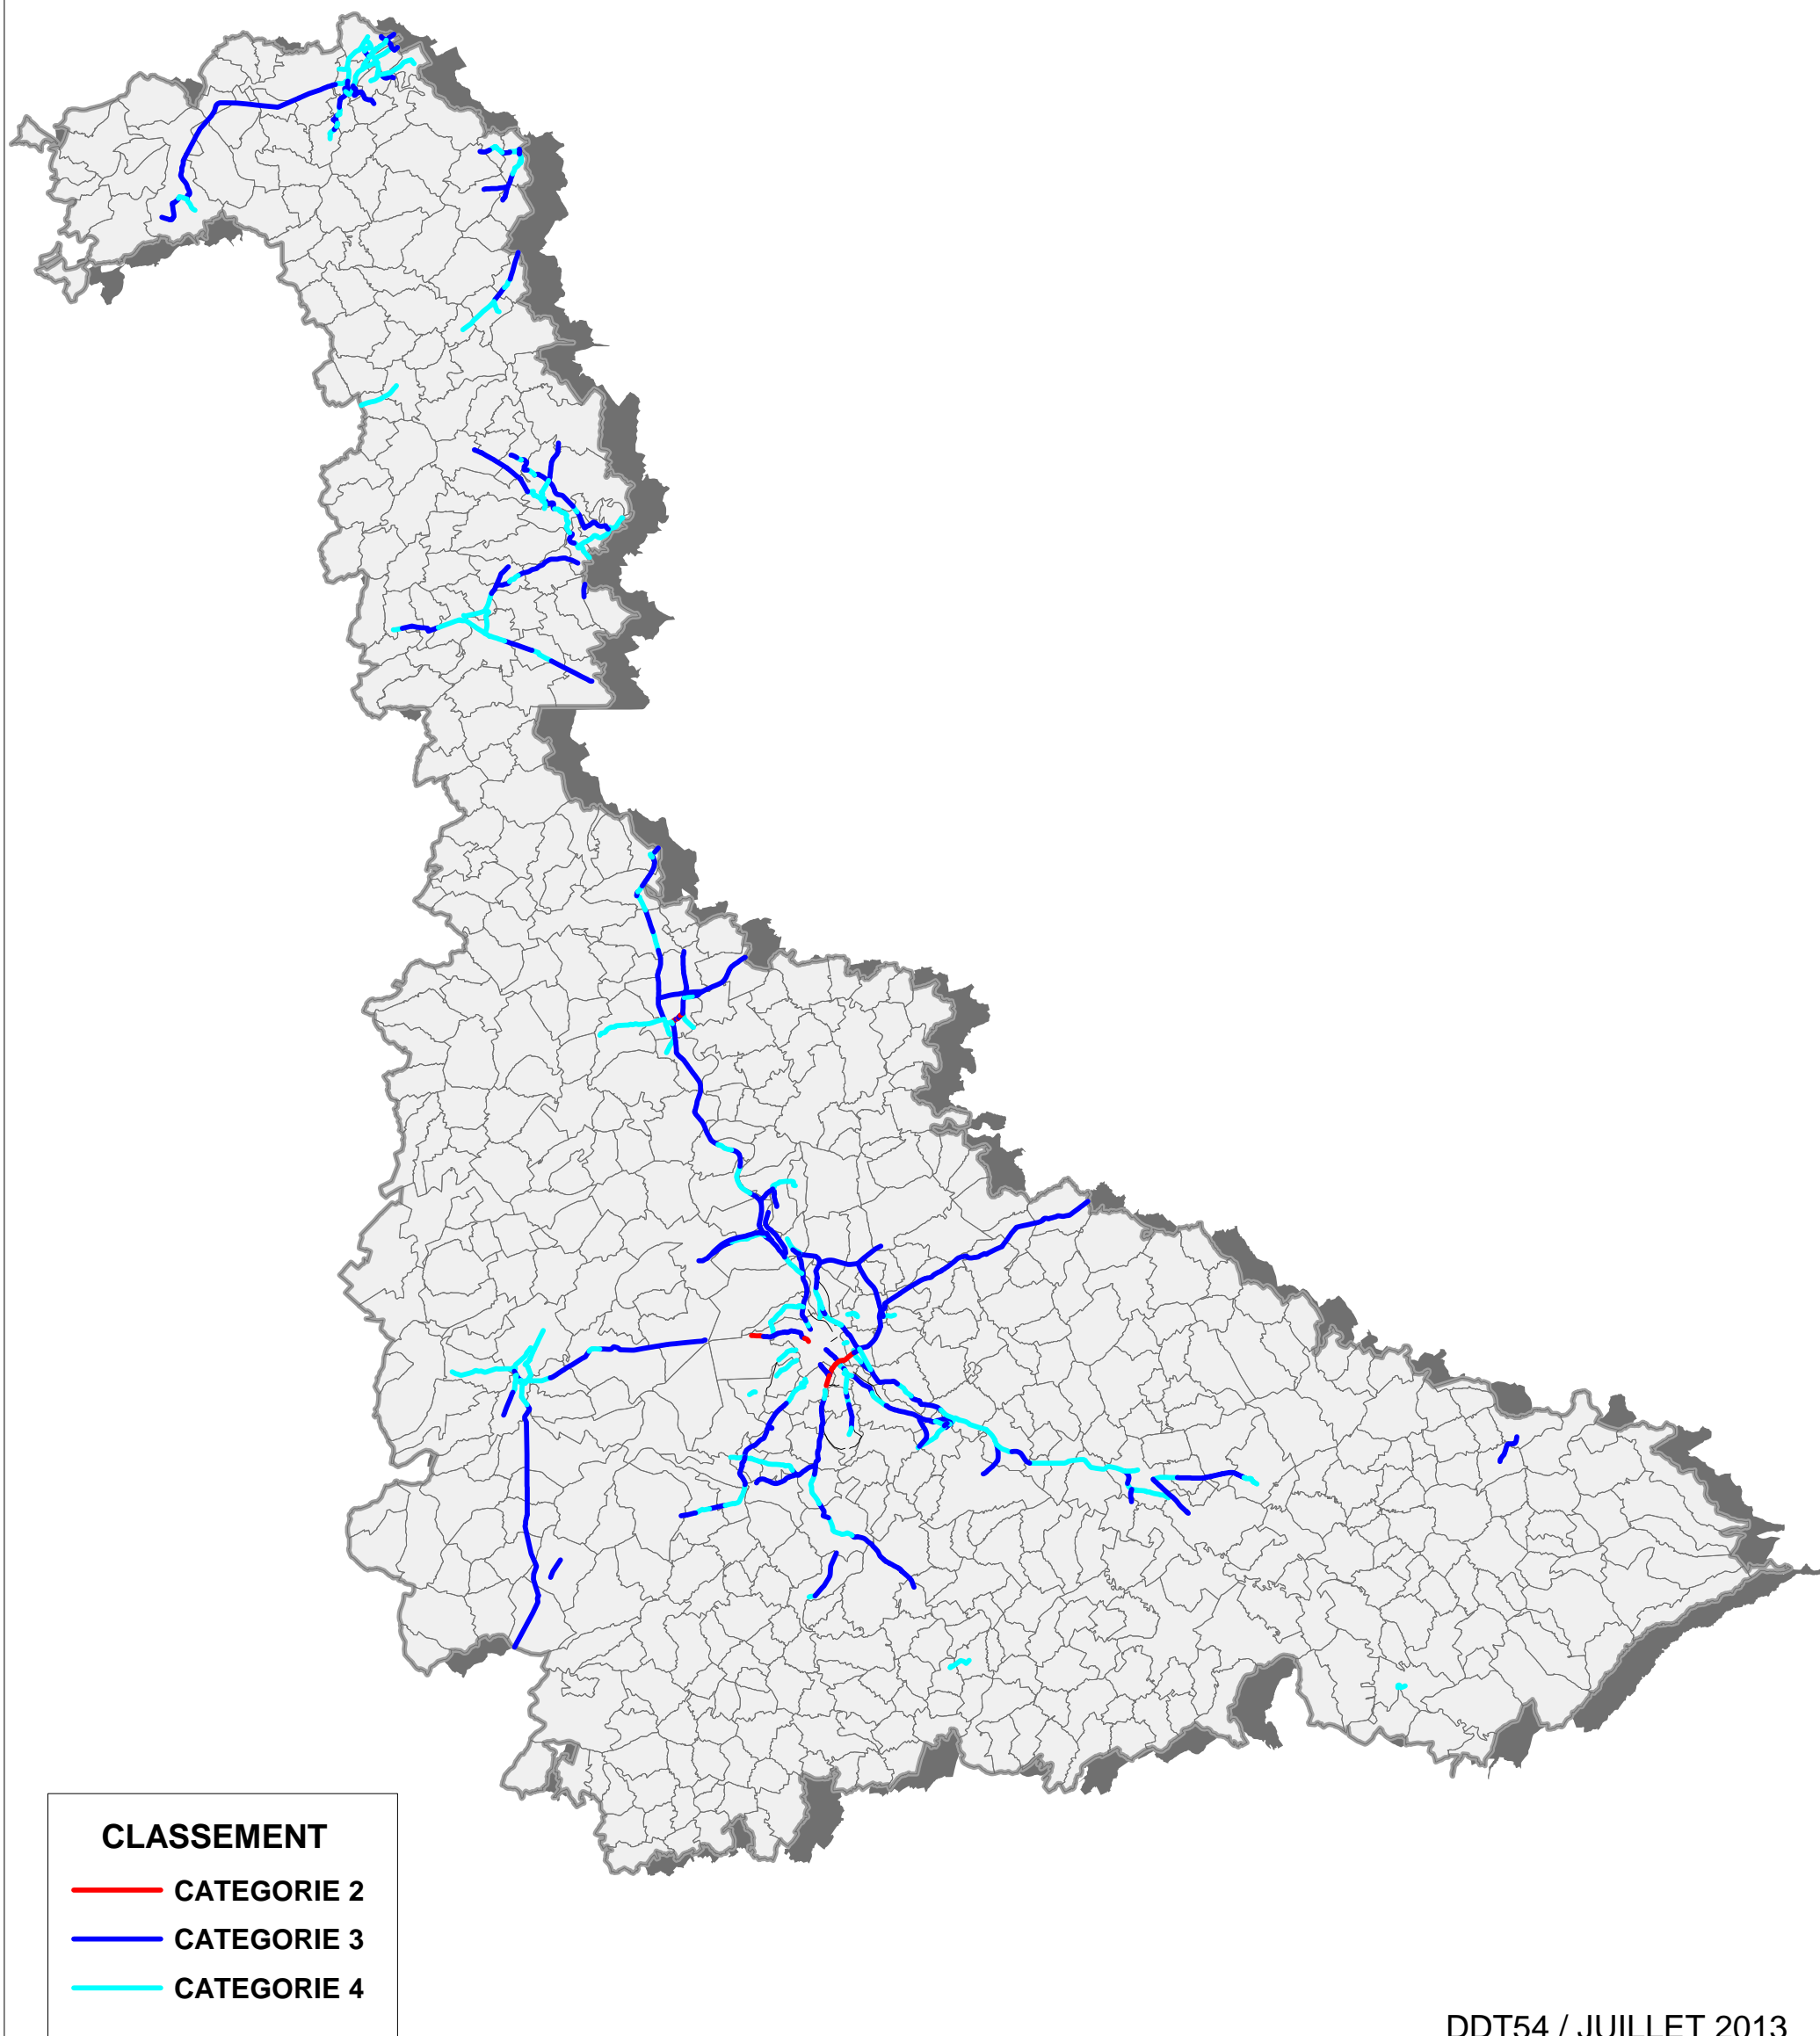 CLASSEMENT
CATEGORIE 2
CATEGORIE 3
CATEGORIE 4
DDT54 / JUILLET 2013